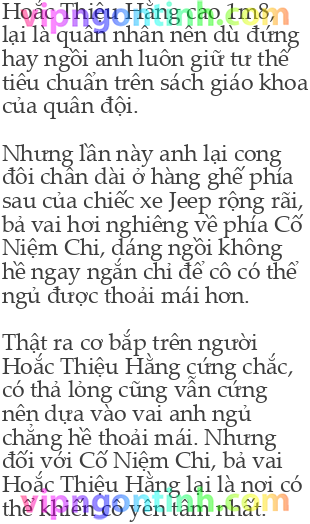 Hoắc Thiệu Hằng cao 1m8,
lại là quân nhân nên dù đứng
hay ngồi anh luôn giữ tư thế
tiêu chuẩn trên sách giáo khoa
của quân đội.
Nhưng lần này anh lại cong
đôi chân dài ở hàng ghế phía
sau của chiếc xe Jeep rộng rãi,
bả vai hơi nghiêng về phía Cố
Niệm Chi, dáng ngồi không
hề ngay ngắn chỉ để cô có thể
ngủ được thoải mái hơn.
Thật ra cơ bắp trên người
Hoắc Thiệu Hằng cứng chắc,
có thả lỏng cũng vẫn cứng
nên dựa vào vai anh ngủ
chẳng hề thoải mái. Nhưng
đối với Cố Niệm Chi, bả vai
Hoắc Thiệu Hằng lại là nơi có
thể khiến cô yên tâm nhất.
vipngontinh.com
vipngontinh.com